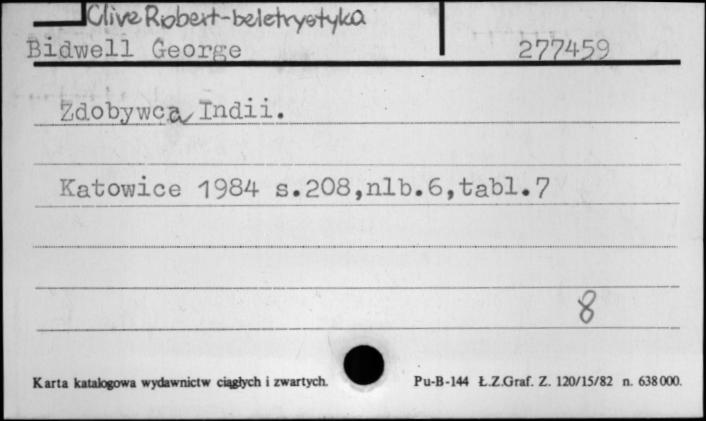 Clive Robert-beletrystyka
Bidwell George 277459
Zdobywca Indii.
Katowice 1984 s.208,nlb.6,tabl.7
8
Karta katalogowa wydawnictw ciągłych i zwartych. Pu-B-144 Ł.Z.Graf. Z. 120/15/82 n. 638000.